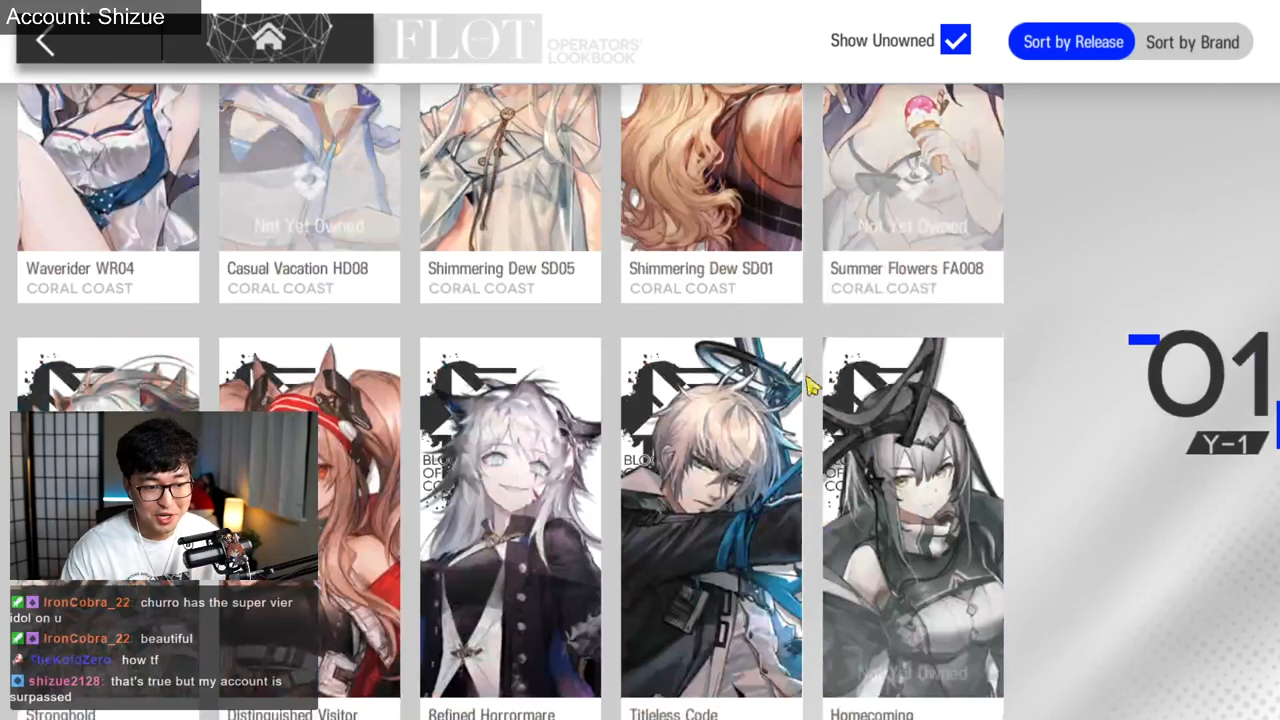 Account: Shizue
FLOT
OPERATORS'
LOOKBOOK
Show Unowned
Sort by Release
Sort by Brand
Not Yet Owned
Not Yet Owned
Waverider WR04
CORAL COAST
Casual Vacation HD08
CORAL COAST
Shimmering Dew SD05
CORAL COAST
Shimmering Dew SD01
CORAL COAST
Summer Flowers FA008
CORAL COAST
01
Y-1
IronCobra_22: churro has the super vier
idol on u
IronCobra_22: beautiful
TheKoldZero: how tf
shizue2128: that's true but my account is
surpassed
Not Yet Owned
Stronghold
Distinguished Visitor
Refined Horrormare
Titleless Code
Homecoming